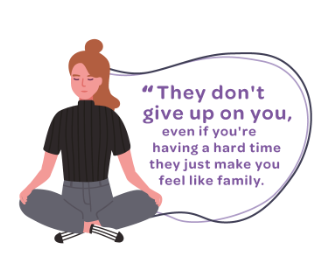 “They don't
give up on you,
even if you're
having a hard time
they just make you
feel like family.